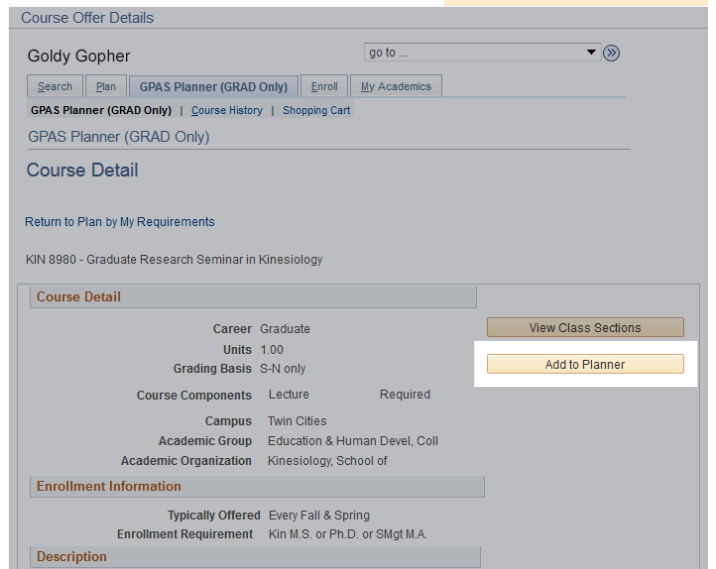 Course Offer Details
Goldy Gopher
go to ...
Search Plan GPAS Planner (GRAD Only) Enroll My Academics
GPAS Planner (GRAD Only) | Course History | Shopping Cart
GPAS Planner (GRAD Only)
Course Detail
Return to Plan by My Requirements
KIN 8980 - Graduate Research Seminar in Kinesiology
Course Detail
Career Graduate
View Class Sections
Units 1.00
Add to Planner
Grading Basis S-N only
Course Components Lecture Required
Campus Twin Cities
Academic Group Education & Human Devel, Coll
Academic Organization Kinesiology, School of
Enrollment Information
Typically Offered Every Fall & Spring
Enrollment Requirement Kin M.S. or Ph.D. or SMgt M.A.
Description